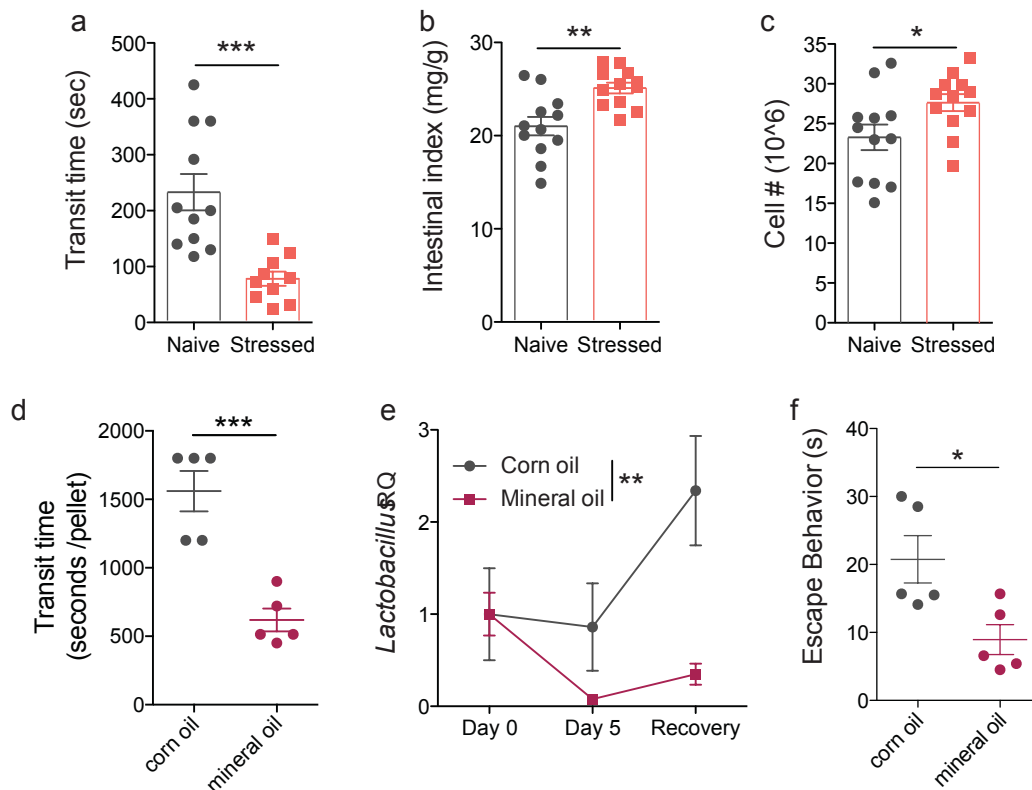 a
Transit time (sec)
500
400
300
200
100
0
***
Naive Stressed
b
Intestinal index (mg/g)
30
20
10
0
**
Naive Stressed
c
Cell # (10^6)
35
30
25
20
15
10
5
0
*
Naive Stressed
d
Transit time
(seconds /pellet)
2000
1500
1000
500
0
***
corn oil
mineral oil
e
LactobacillusRQ
3
2
1
0
Corn oil
Mineral oil
**
Day 0 Day 5 Recovery
f
Escape Behavior (s)
40
30
20
10
0
*
corn oil
mineral oil